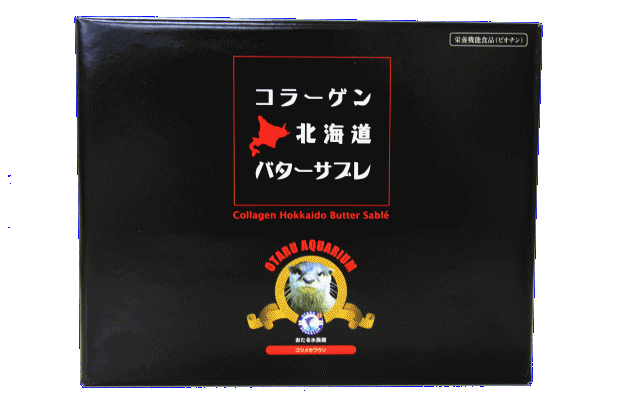 栄養機能食品(ビオチン)
コラーゲン
北海道
バターサブレ
Collagen Hokkaido Butter Sablé
OTARU AQUARIUM
おたる水族館
コツメカワウソ